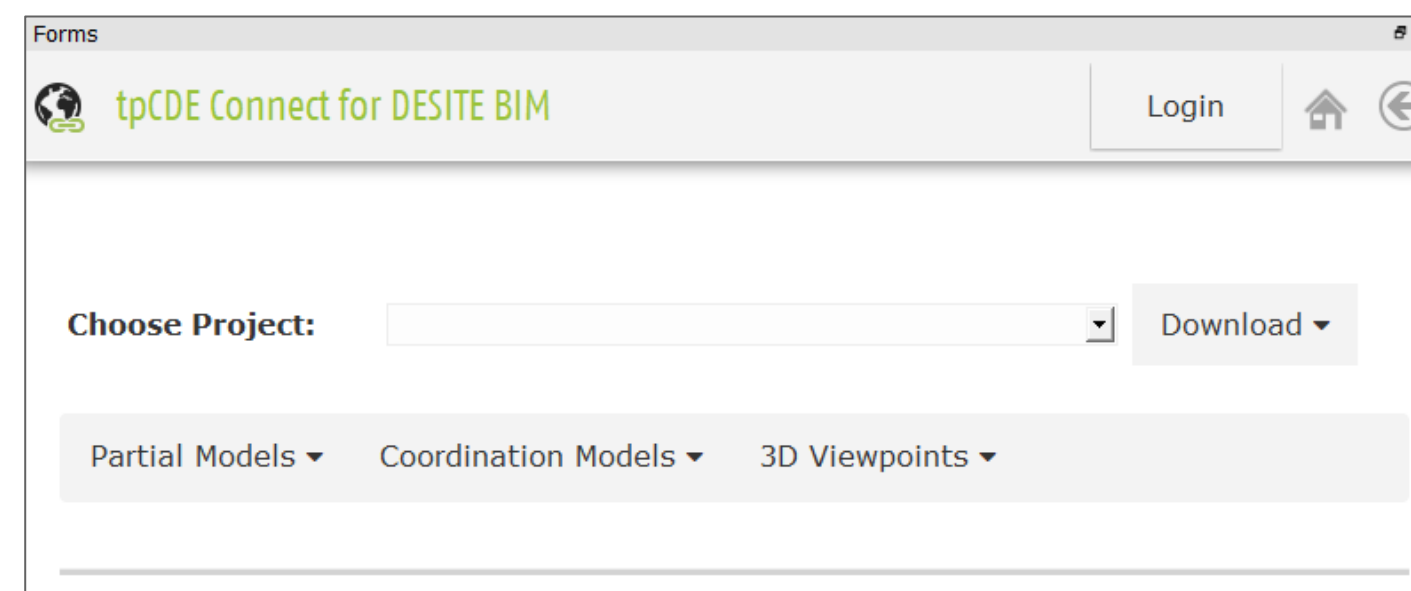 Forms
tpCDE Connect for DESITE BIM Login
Choose Project: Download
Partial Models Coordination Models 3D Viewpoints